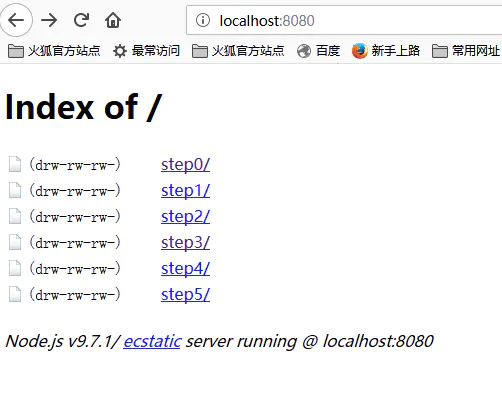 localhost:8080
火狐官方站点 最常访问 火狐官方站点 百度 新手上路 常用网址
Index of /
(drw-rw-rw-) step0/
(drw-rw-rw-) step1/
(drw-rw-rw-) step2/
(drw-rw-rw-) step3/
(drw-rw-rw-) step4/
(drw-rw-rw-) step5/
Node.js v9.7.1/ ecstatic server running @ localhost:8080